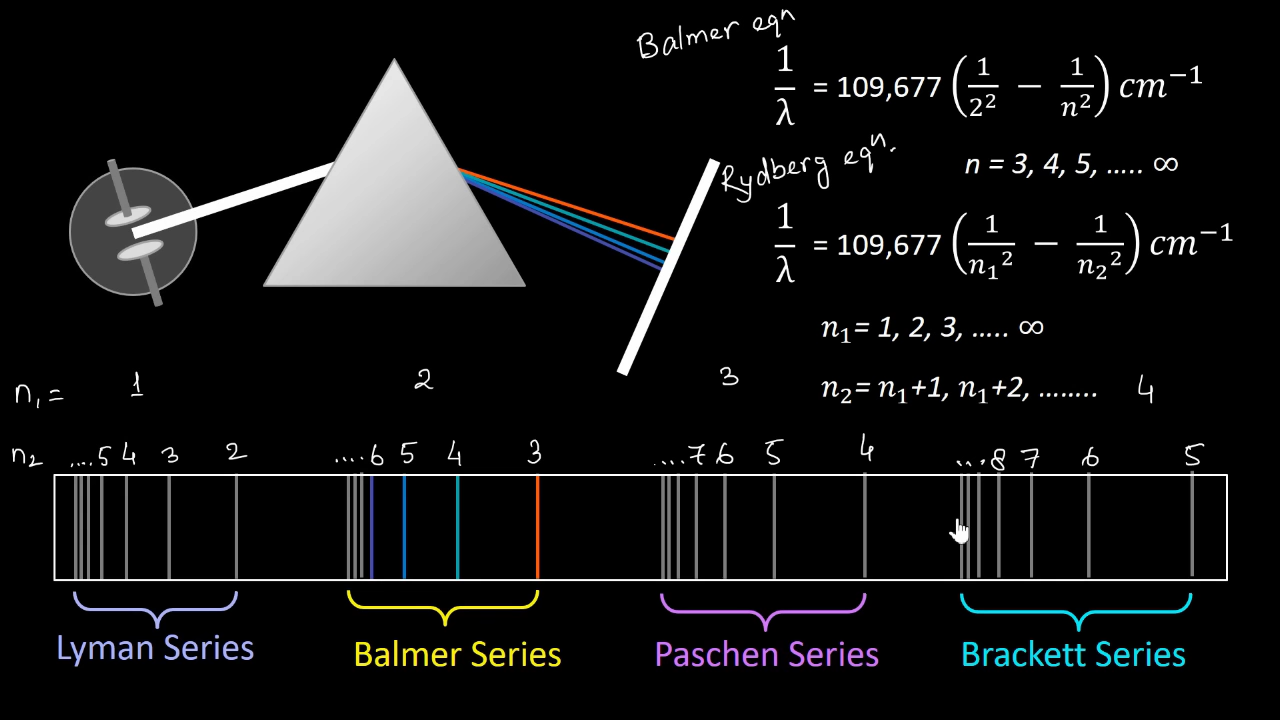 Balmer eqⁿ
1/λ = 109,677 (1/2² − 1/n²) cm⁻¹
n = 3, 4, 5, ….. ∞
Rydberg eqⁿ.
1/λ = 109,677 (1/n₁² − 1/n₂²) cm⁻¹
n₁= 1, 2, 3, ….. ∞
n₂= n₁+1, n₁+2, ……..
n₁ = 1 2 3 4
n₂ ....5 4 3 2 .....6 5 4 3 .....7 6 5 4 ....8 7 6 5
Lyman Series
Balmer Series
Paschen Series
Brackett Series